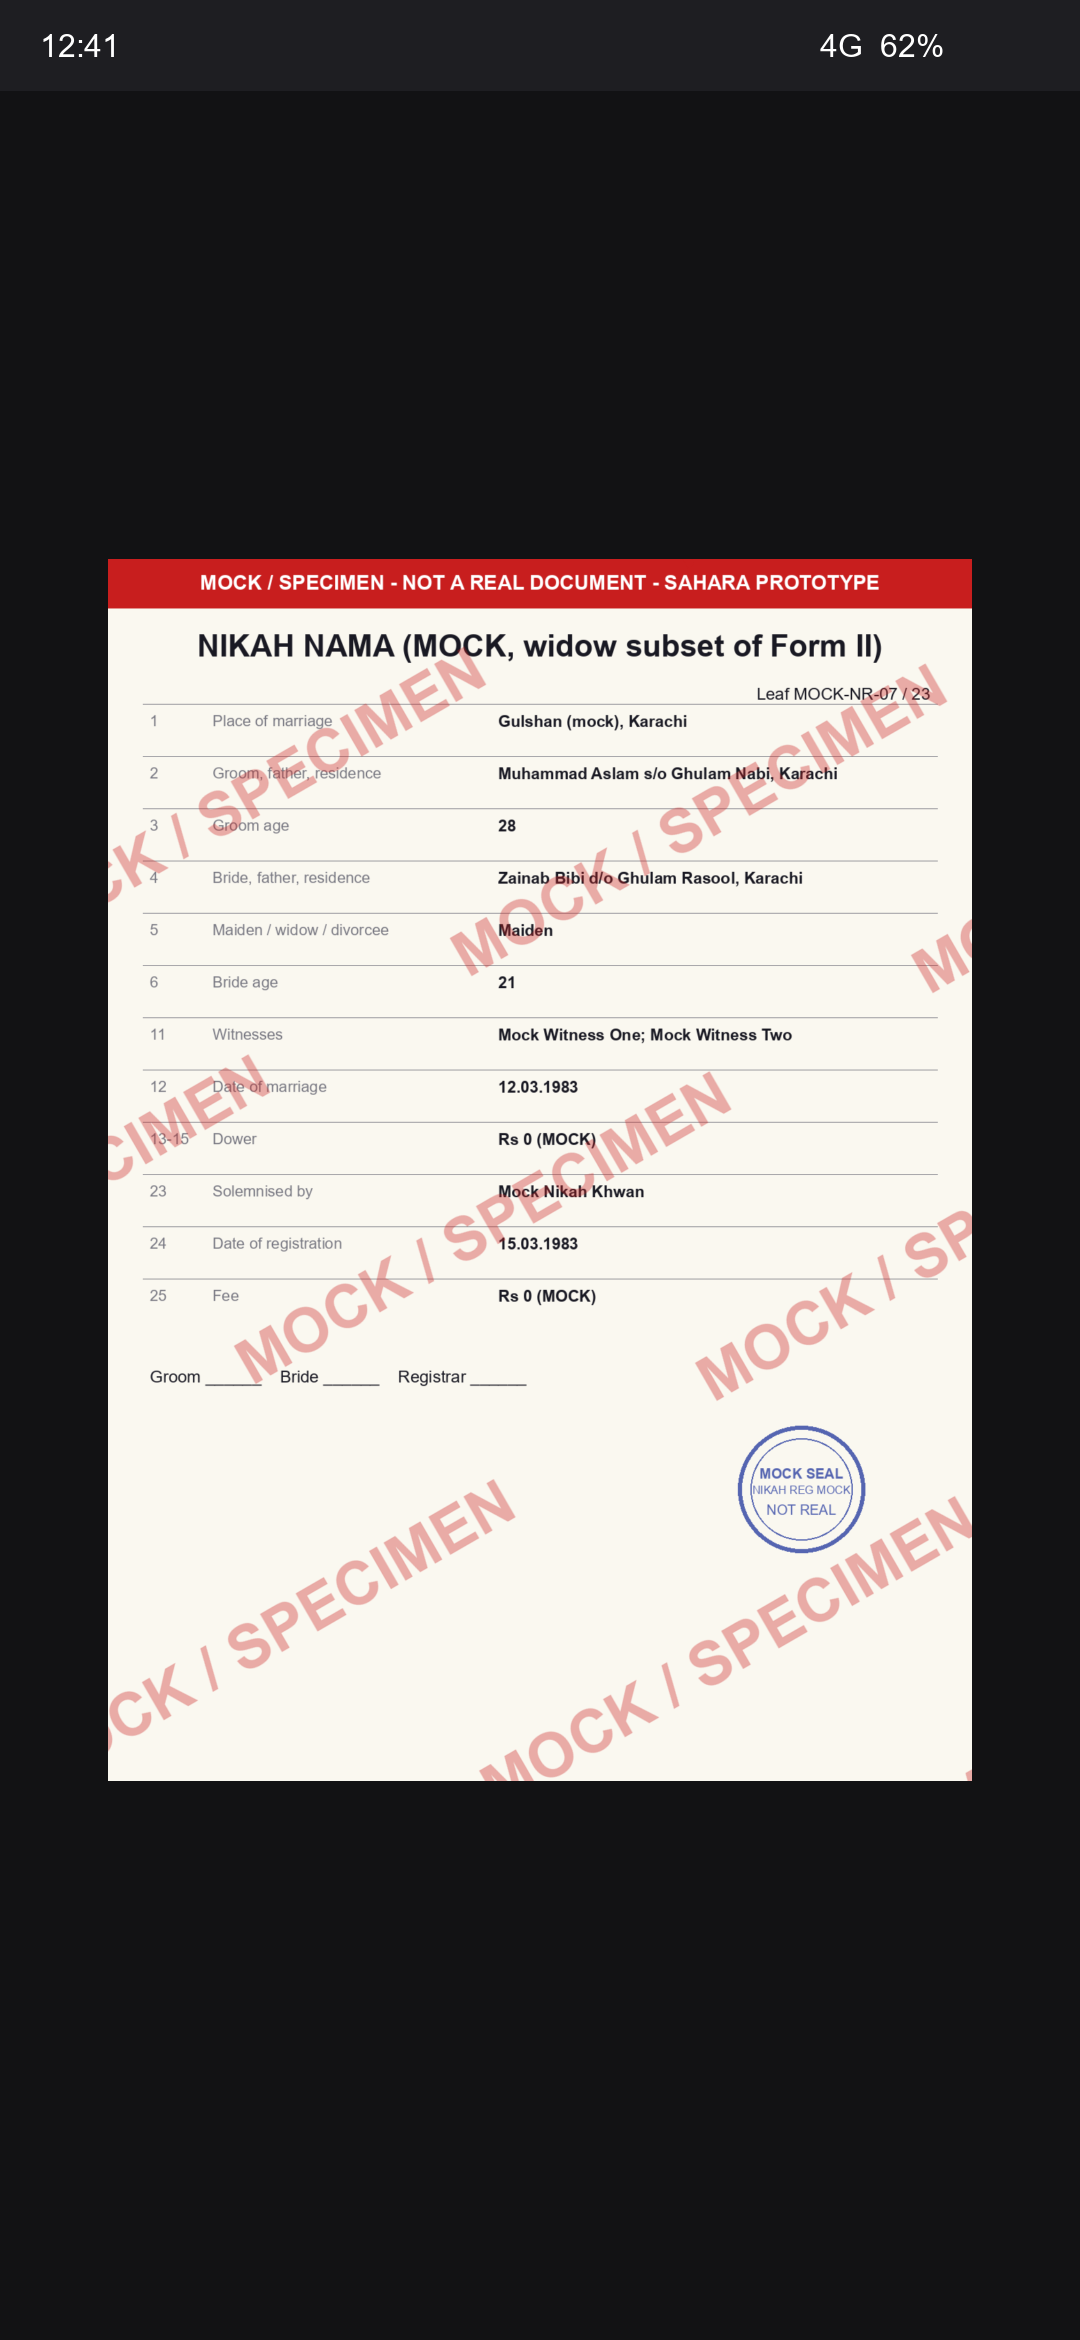 12:41 4G 62%
MOCK / SPECIMEN - NOT A REAL DOCUMENT - SAHARA PROTOTYPE
NIKAH NAMA (MOCK, widow subset of Form II)
Leaf MOCK-NR-07 / 23
1 Place of marriage Gulshan (mock), Karachi
2 Groom, father, residence Muhammad Aslam s/o Ghulam Nabi, Karachi
3 Groom age 28
4 Bride, father, residence Zainab Bibi d/o Ghulam Rasool, Karachi
5 Maiden / widow / divorcee Maiden
6 Bride age 21
11 Witnesses Mock Witness One; Mock Witness Two
12 Date of marriage 12.03.1983
13-15 Dower Rs 0 (MOCK)
23 Solemnised by Mock Nikah Khwan
24 Date of registration 15.03.1983
25 Fee Rs 0 (MOCK)
Groom ______ Bride ______ Registrar ______
MOCK SEAL
NIKAH REG MOCK
NOT REAL
CK / SPECIMEN
MOCK / SPECIMEN
MO
CIMEN
MOCK / SPECIMEN
MOCK / SP
OCK / SPECIMEN
MOCK / SPECIMEN